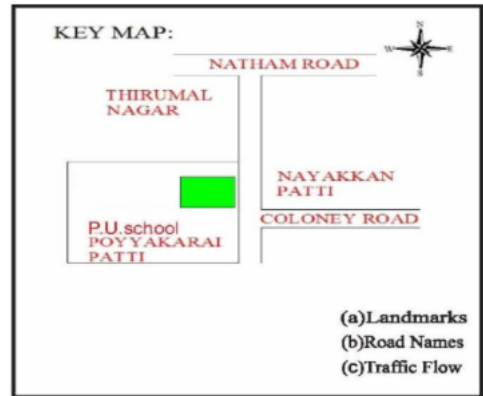 KEY MAP:
N
W E
S
NATHAM ROAD
THIRUMAL
NAGAR
NAYAKKAN
PATTI
COLONEY ROAD
P.U.school
POYYAKARAI
PATTI
(a)Landmarks
(b)Road Names
(c)Traffic Flow